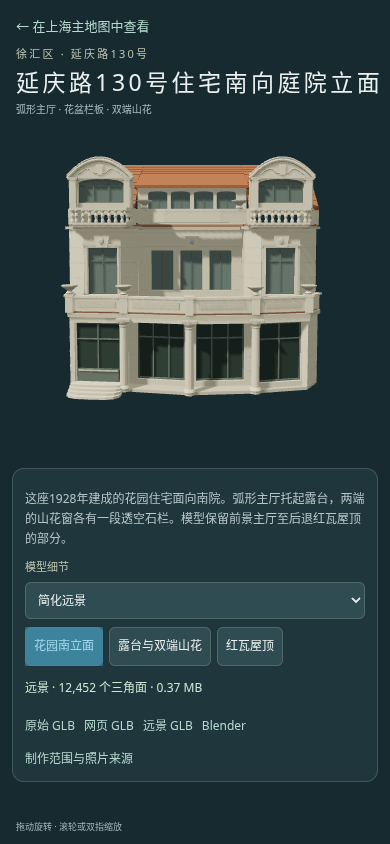 ← 在上海主地图中查看
徐汇区 · 延庆路130号
延庆路130号住宅南向庭院立面
弧形主厅 · 花盆栏板 · 双端山花
这座1928年建成的花园住宅面向南院。弧形主厅托起露台，两端
的山花窗各有一段透空石栏。模型保留前景主厅至后退红瓦屋顶
的部分。
模型细节
简化远景
花园南立面 露台与双端山花 红瓦屋顶
远景 · 12,452 个三角面 · 0.37 MB
原始 GLB 网页 GLB 远景 GLB Blender
制作范围与照片来源
拖动旋转 · 滚轮或双指缩放